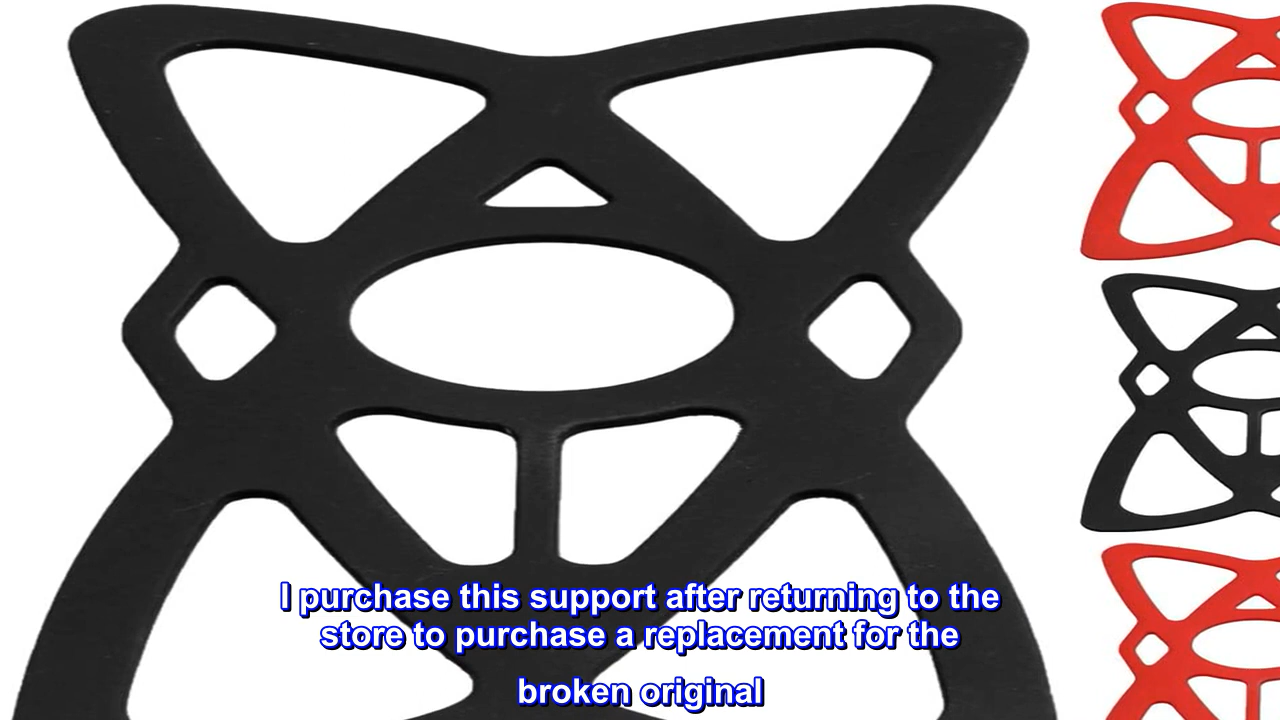 I purchase this support after returning to the
store to purchase a replacement for the
broken original